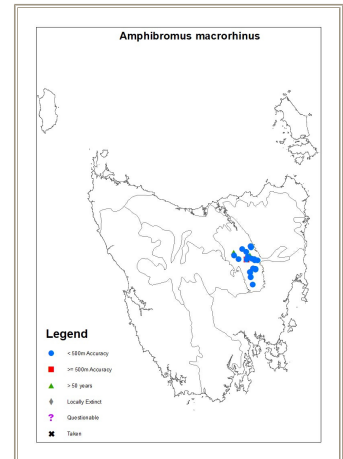 Amphibromus macrorhinus
Legend
< 500m Accuracy
>= 500m Accuracy
> 50 years
Locally Extinct
? Questionable
Taken